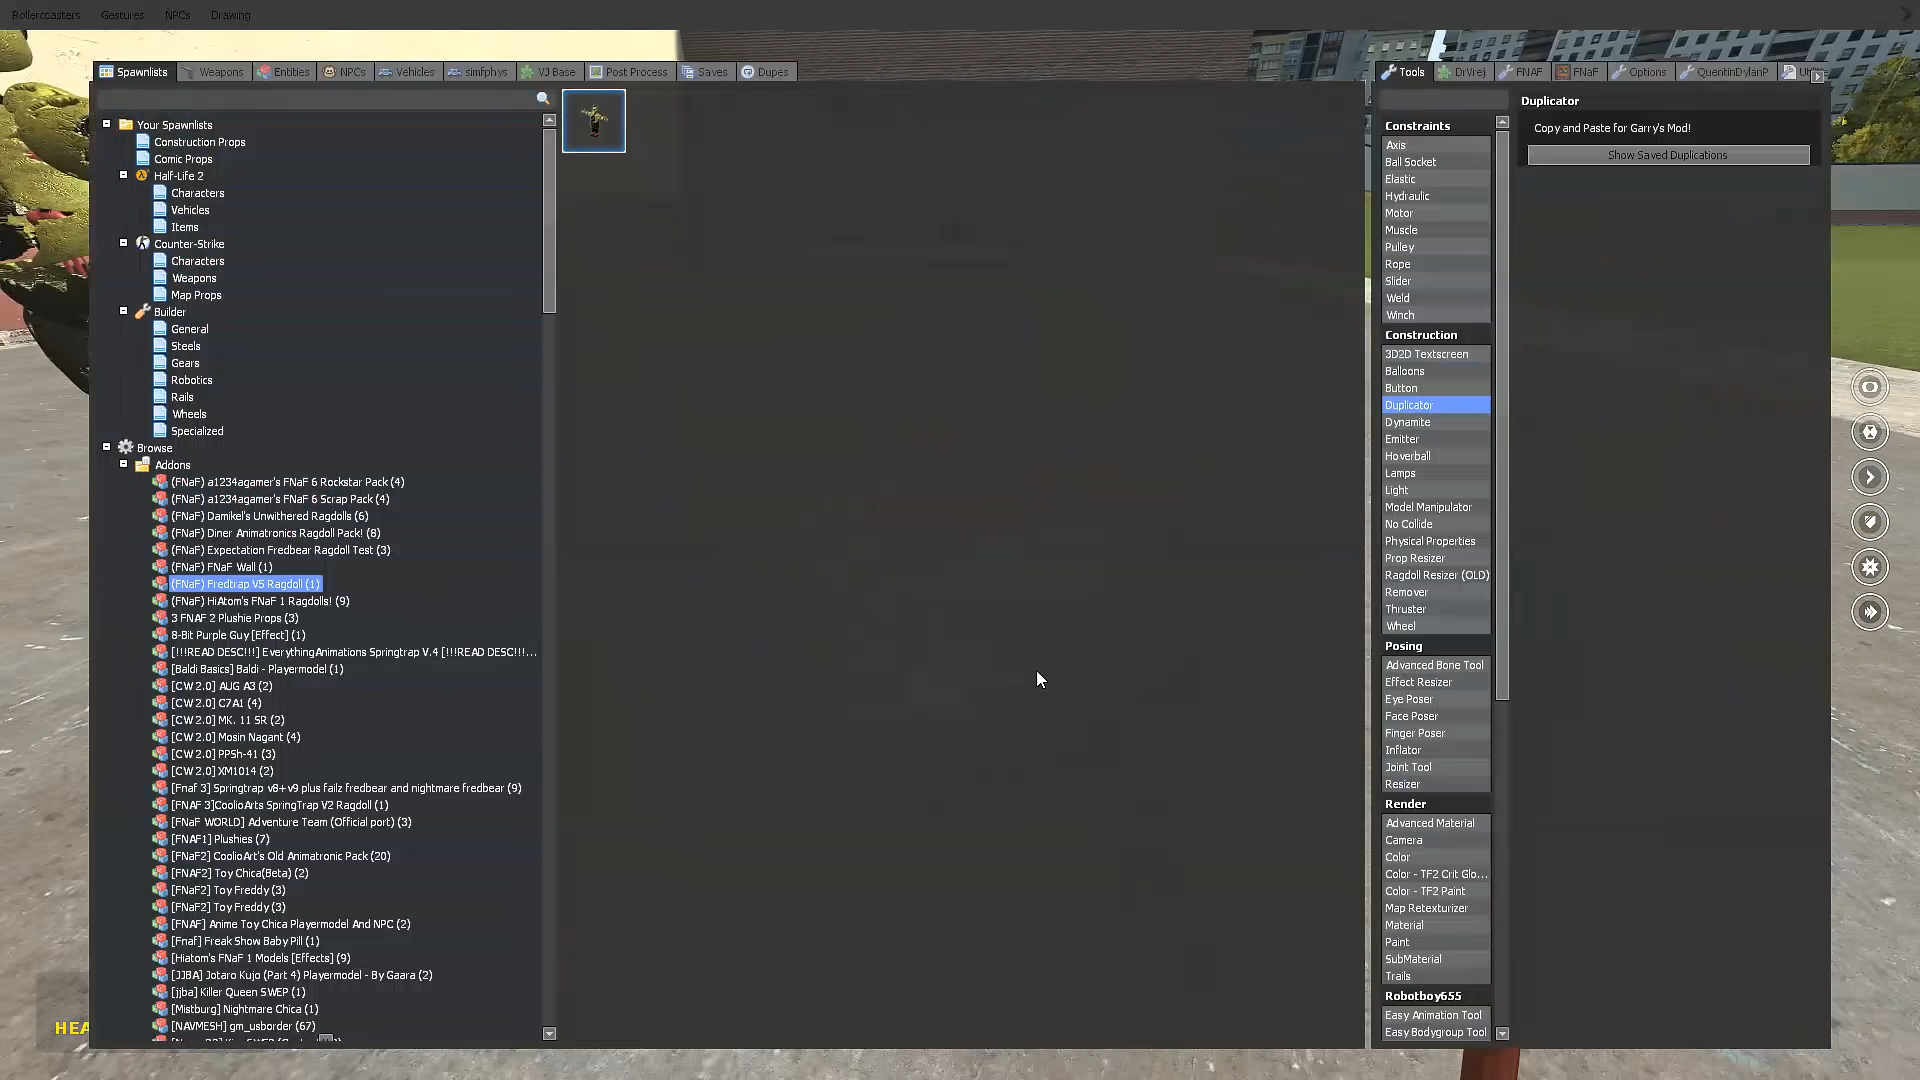 Rollercoasters Gestures NPCs Drawing
Spawnlists Weapons Entities NPCs Vehicles simfphys VJ Base Post Process Saves Dupes
Tools DrVrej FNAF FNaF Options QuentinDylanP
Your Spawnlists
Construction Props
Comic Props
Half-Life 2
Characters
Vehicles
Items
Counter-Strike
Characters
Weapons
Map Props
Builder
General
Steels
Gears
Robotics
Rails
Wheels
Specialized
Browse
Addons
(FNaF) a1234agamer's FNaF 6 Rockstar Pack (4)
(FNaF) a1234agamer's FNaF 6 Scrap Pack (4)
(FNaF) Damikel's Unwithered Ragdolls (6)
(FNaF) Diner Animatronics Ragdoll Pack! (8)
(FNaF) Expectation Fredbear Ragdoll Test (3)
(FNaF) FNaF Wall (1)
(FNaF) Fredtrap V5 Ragdoll (1)
(FNaF) HiAtom's FNaF 1 Ragdolls! (9)
3 FNAF 2 Plushie Props (3)
8-Bit Purple Guy [Effect] (1)
[!!!READ DESC!!!] EverythingAnimations Springtrap V.4 [!!!READ DESC!!!...
[Baldi Basics] Baldi - Playermodel (1)
[CW 2.0] AUG A3 (2)
[CW 2.0] C7A1 (4)
[CW 2.0] MK. 11 SR (2)
[CW 2.0] Mosin Nagant (4)
[CW 2.0] PPSh-41 (3)
[CW 2.0] XM1014 (2)
[Fnaf 3] Springtrap v8+v9 plus failz fredbear and nightmare fredbear (9)
[FNAF 3]CoolioArts SpringTrap V2 Ragdoll (1)
[FNaF WORLD] Adventure Team (Official port) (3)
[FNAF1] Plushies (7)
[FNaF2] CoolioArt's Old Animatronic Pack (20)
[FNAF2] Toy Chica(Beta) (2)
[FNaF2] Toy Freddy (3)
[FNaF2] Toy Freddy (3)
[FNAF] Anime Toy Chica Playermodel And NPC (2)
[Fnaf] Freak Show Baby Pill (1)
[Hiatom's FNaF 1 Models [Effects] (9)
[JJBA] Jotaro Kujo (Part 4) Playermodel - By Gaara (2)
[jjba] Killer Queen SWEP (1)
[Mistburg] Nightmare Chica (1)
[NAVMESH] gm_usborder (67)
HEA
Constraints
Axis
Ball Socket
Elastic
Hydraulic
Motor
Muscle
Pulley
Rope
Slider
Weld
Winch
Construction
3D2D Textscreen
Balloons
Button
Duplicator
Dynamite
Emitter
Hoverball
Lamps
Light
Model Manipulator
No Collide
Physical Properties
Prop Resizer
Ragdoll Resizer (OLD)
Remover
Thruster
Wheel
Posing
Advanced Bone Tool
Effect Resizer
Eye Poser
Face Poser
Finger Poser
Inflator
Joint Tool
Resizer
Render
Advanced Material
Camera
Color
Color - TF2 Crit Glo...
Color - TF2 Paint
Map Retexturizer
Material
Paint
SubMaterial
Trails
Robotboy655
Easy Animation Tool
Easy Bodygroup Tool
Duplicator
Copy and Paste for Garry's Mod!
Show Saved Duplications